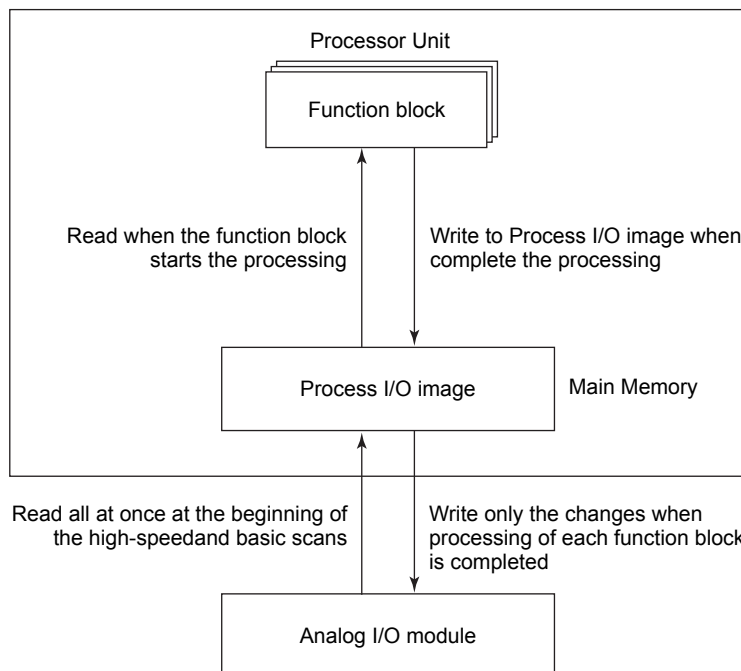 Processor Unit
Function block
Read when the function block
starts the processing
Write to Process I/O image when
complete the processing
Process I/O image
Main Memory
Read all at once at the beginning of
the high-speedand basic scans
Write only the changes when
processing of each function block
is completed
Analog I/O module